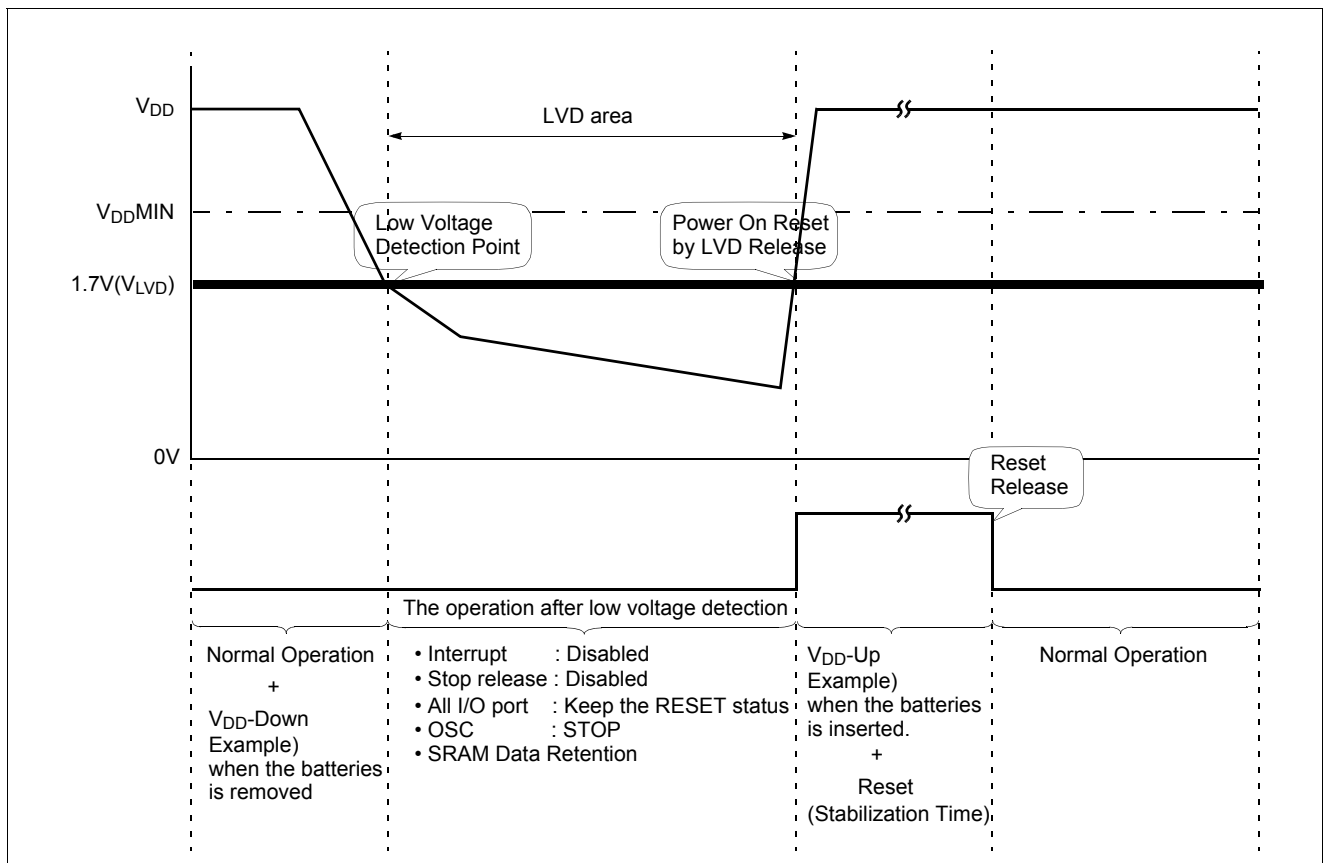 VDD
LVD area
VDDMIN
Low Voltage
Detection Point
Power On Reset
by LVD Release
1.7V(VLVD)
0V
Reset
Release
The operation after low voltage detection
Normal Operation
+
VDD-Down
Example)
when the batteries
is removed
• Interrupt : Disabled
• Stop release : Disabled
• All I/O port : Keep the RESET status
• OSC : STOP
• SRAM Data Retention
VDD-Up
Example)
when the batteries
is inserted.
+
Reset
(Stabilization Time)
Normal Operation